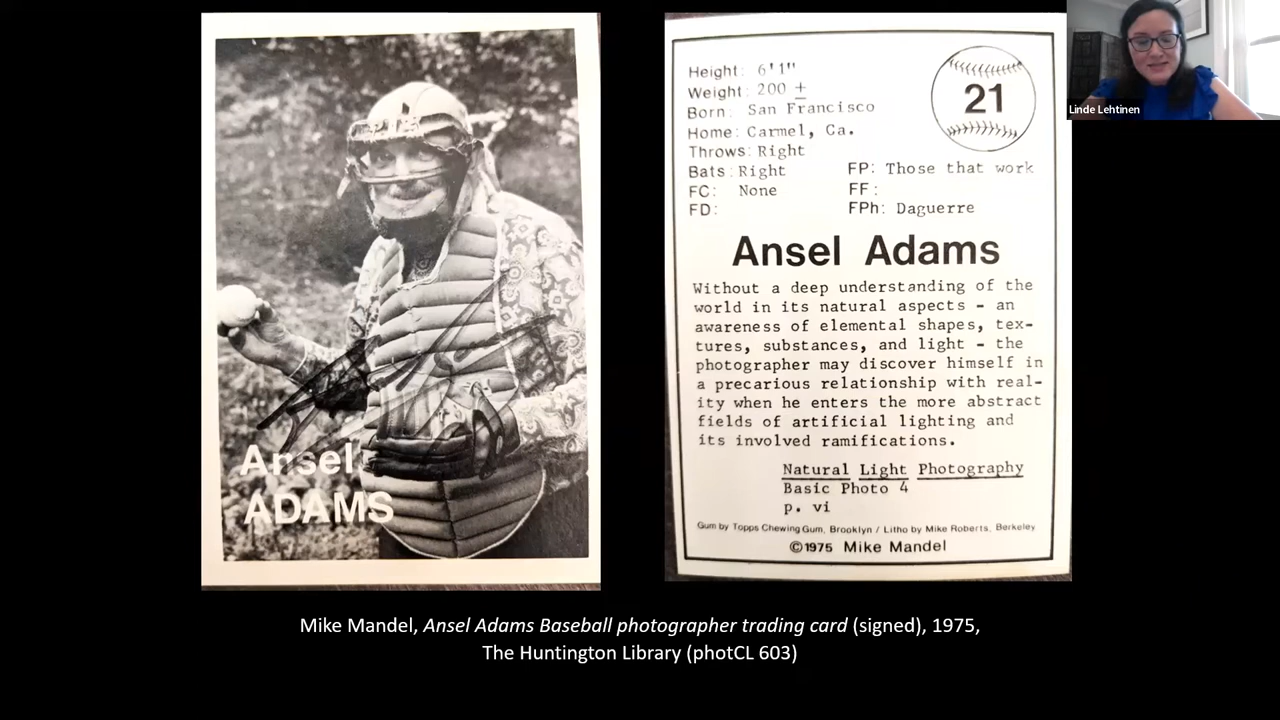 Ansel
ADAMS
Height: 6'1"
Weight: 200 ±
Born: San Francisco
Home: Carmel, Ca.
Throws: Right
Bats: Right
FC: None
FD:
21
FP: Those that work
FF:
FPh: Daguerre
Ansel Adams
Without a deep understanding of the
world in its natural aspects - an
awareness of elemental shapes, tex-
tures, substances, and light - the
photographer may discover himself in
a precarious relationship with real-
ity when he enters the more abstract
fields of artificial lighting and
its involved ramifications.
Natural Light Photography
Basic Photo 4
p. vi
Gum by Topps Chewing Gum, Brooklyn / Litho by Mike Roberts, Berkeley
©1975 Mike Mandel
Linde Lehtinen
Mike Mandel, Ansel Adams Baseball photographer trading card (signed), 1975,
The Huntington Library (photCL 603)